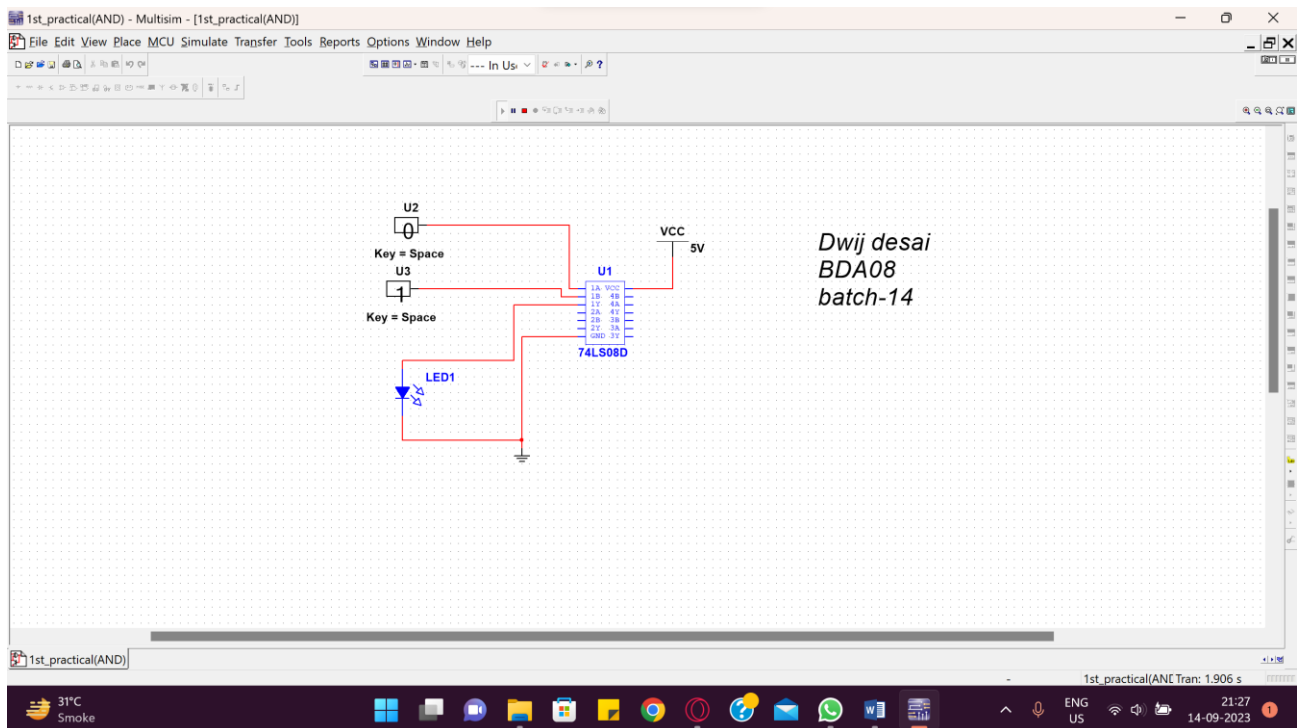 1st_practical(AND) - Multisim - [1st_practical(AND)]
File Edit View Place MCU Simulate Transfer Tools Reports Options Window Help
--- In Us
U2
0
Key = Space
U3
1
Key = Space
VCC
5V
U1
1A VCC
1B 4B
1Y 4A
2A 4Y
2B 3B
2Y 3A
GND 3Y
74LS08D
LED1
Dwij desai
BDA08
batch-14
1st_practical(AND)
- 1st_practical(ANE Tran: 1.906 s
31°C
Smoke
ENG
US
21:27
14-09-2023
1